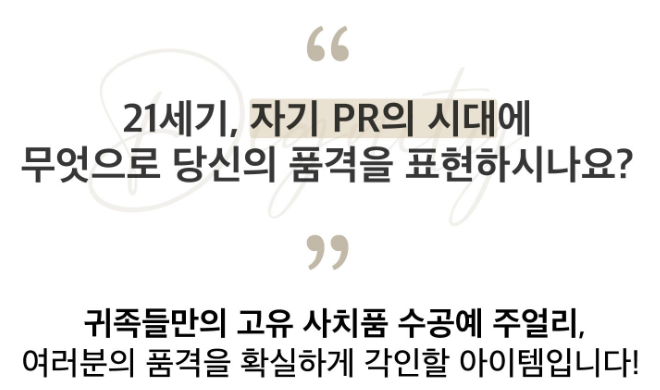 “
Dignity
21세기, 자기 PR의 시대에
무엇으로 당신의 품격을 표현하시나요?
”
귀족들만의 고유 사치품 수공예 주얼리,
여러분의 품격을 확실하게 각인할 아이템입니다!